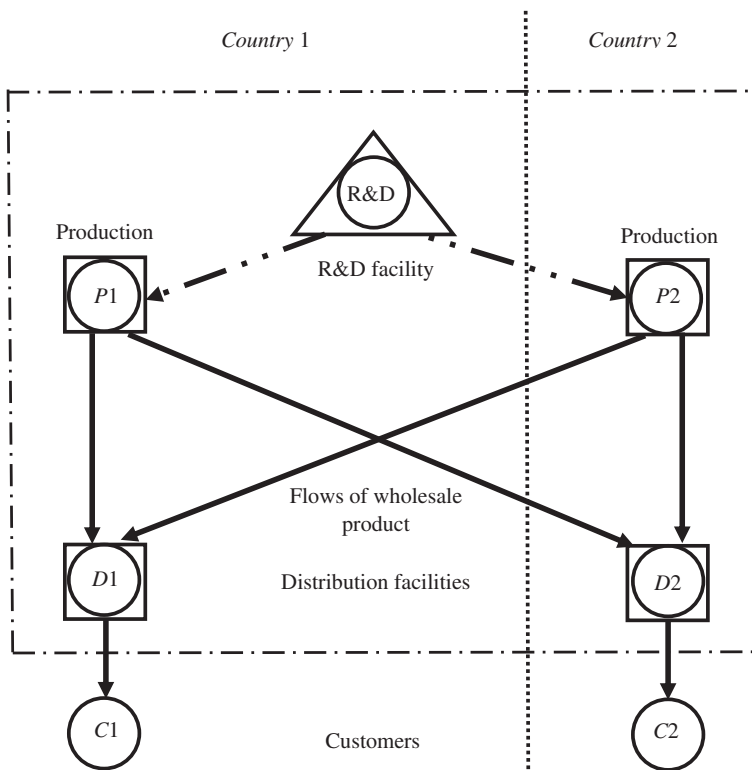 Country 1
Country 2
R&D
Production
R&D facility
Production
P1
P2
Flows of wholesale
product
D1
Distribution facilities
D2
C1
Customers
C2